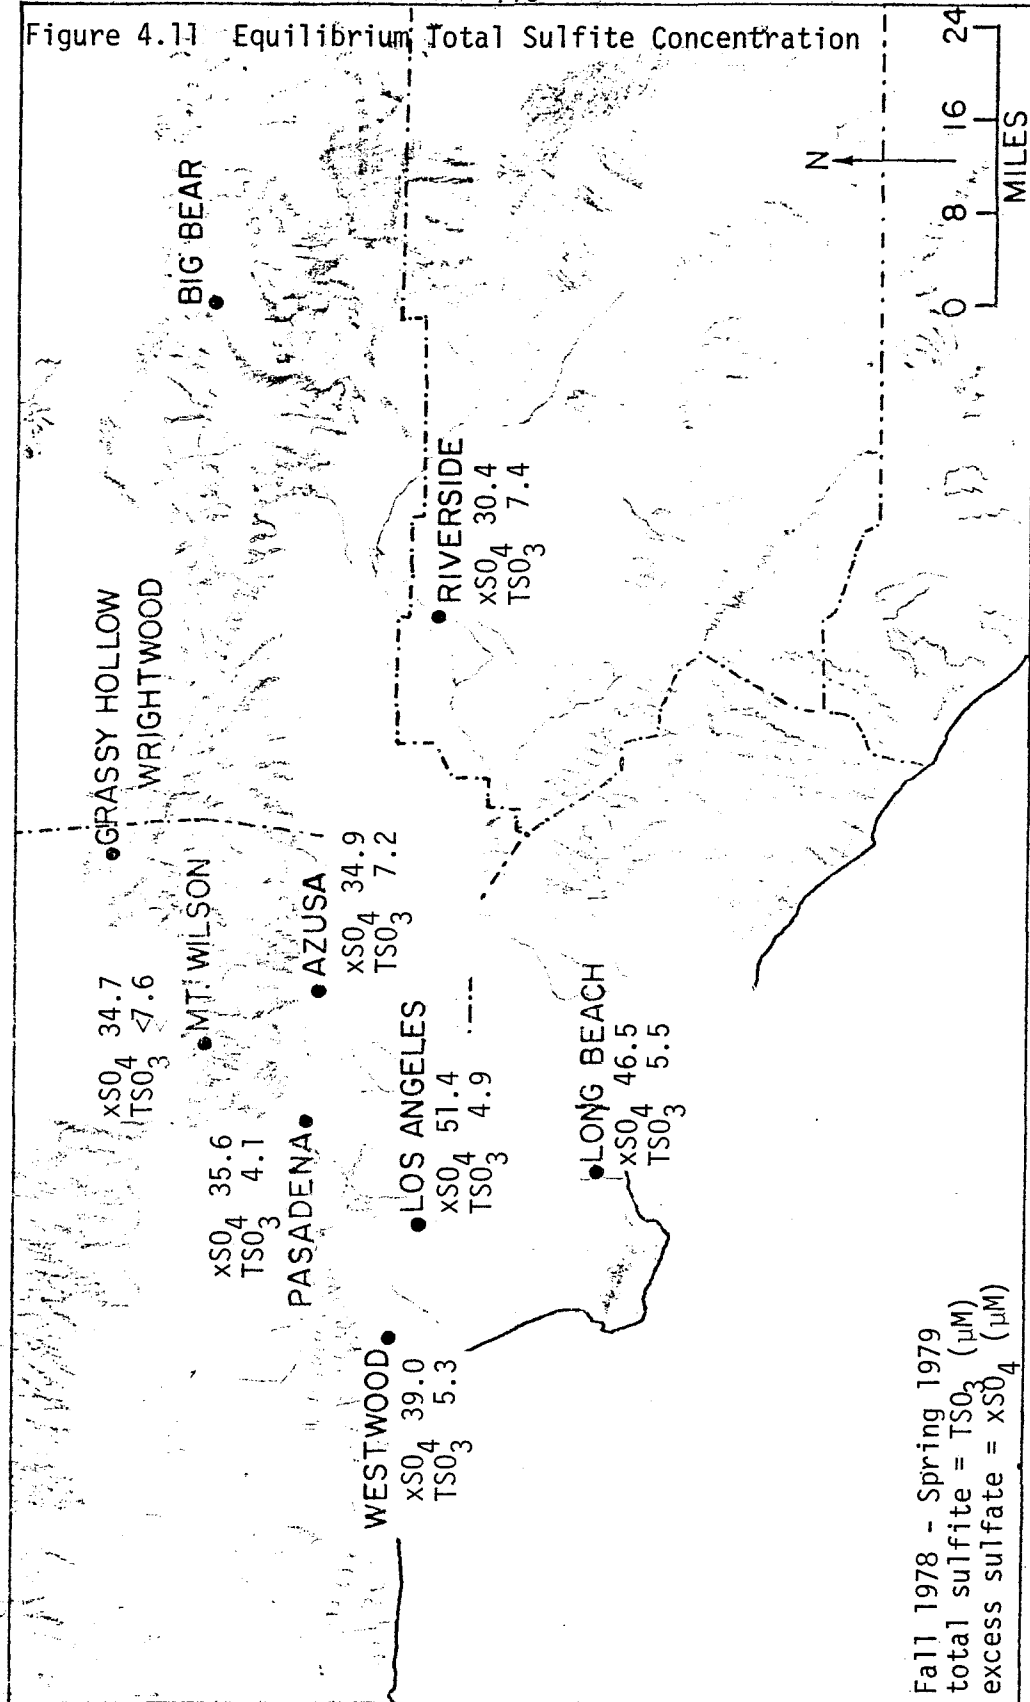 Figure 4.11 Equilibrium Total Sulfite Concentration
GRASSY HOLLOW
WRIGHTWOOD
BIG BEAR
xSO4 34.7
TSO3 <7.6
MT. WILSON
xSO4 35.6
TSO3 4.1
PASADENA
AZUSA
xSO4 34.9
TSO3 7.2
WESTWOOD
xSO4 39.0
TSO3 5.3
LOS ANGELES
xSO4 51.4
TSO3 4.9
RIVERSIDE
xSO4 30.4
TSO3 7.4
LONG BEACH
xSO4 46.5
TSO3 5.5
N
0 8 16 24
MILES
Fall 1978 - Spring 1979
total sulfite = TSO3 (µM)
excess sulfate = xSO4 (µM)